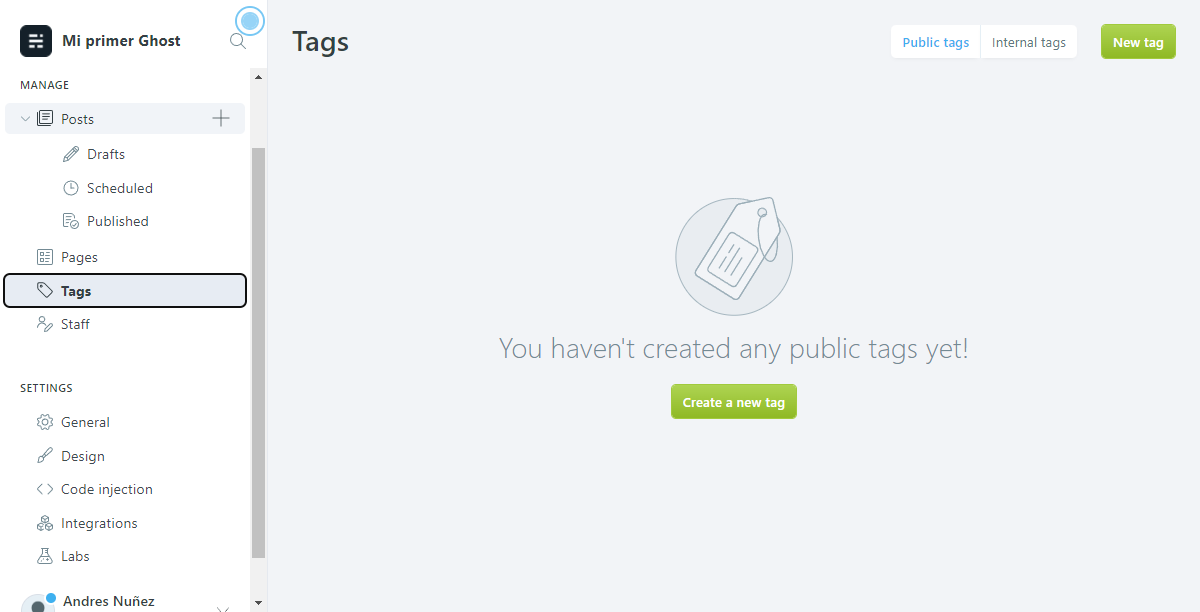 Mi primer Ghost
MANAGE
Posts
Drafts
Scheduled
Published
Pages
Tags
Staff
SETTINGS
General
Design
Code injection
Integrations
Labs
Andres Nuñez
Tags
Public tags
Internal tags
New tag
You haven't created any public tags yet!
Create a new tag